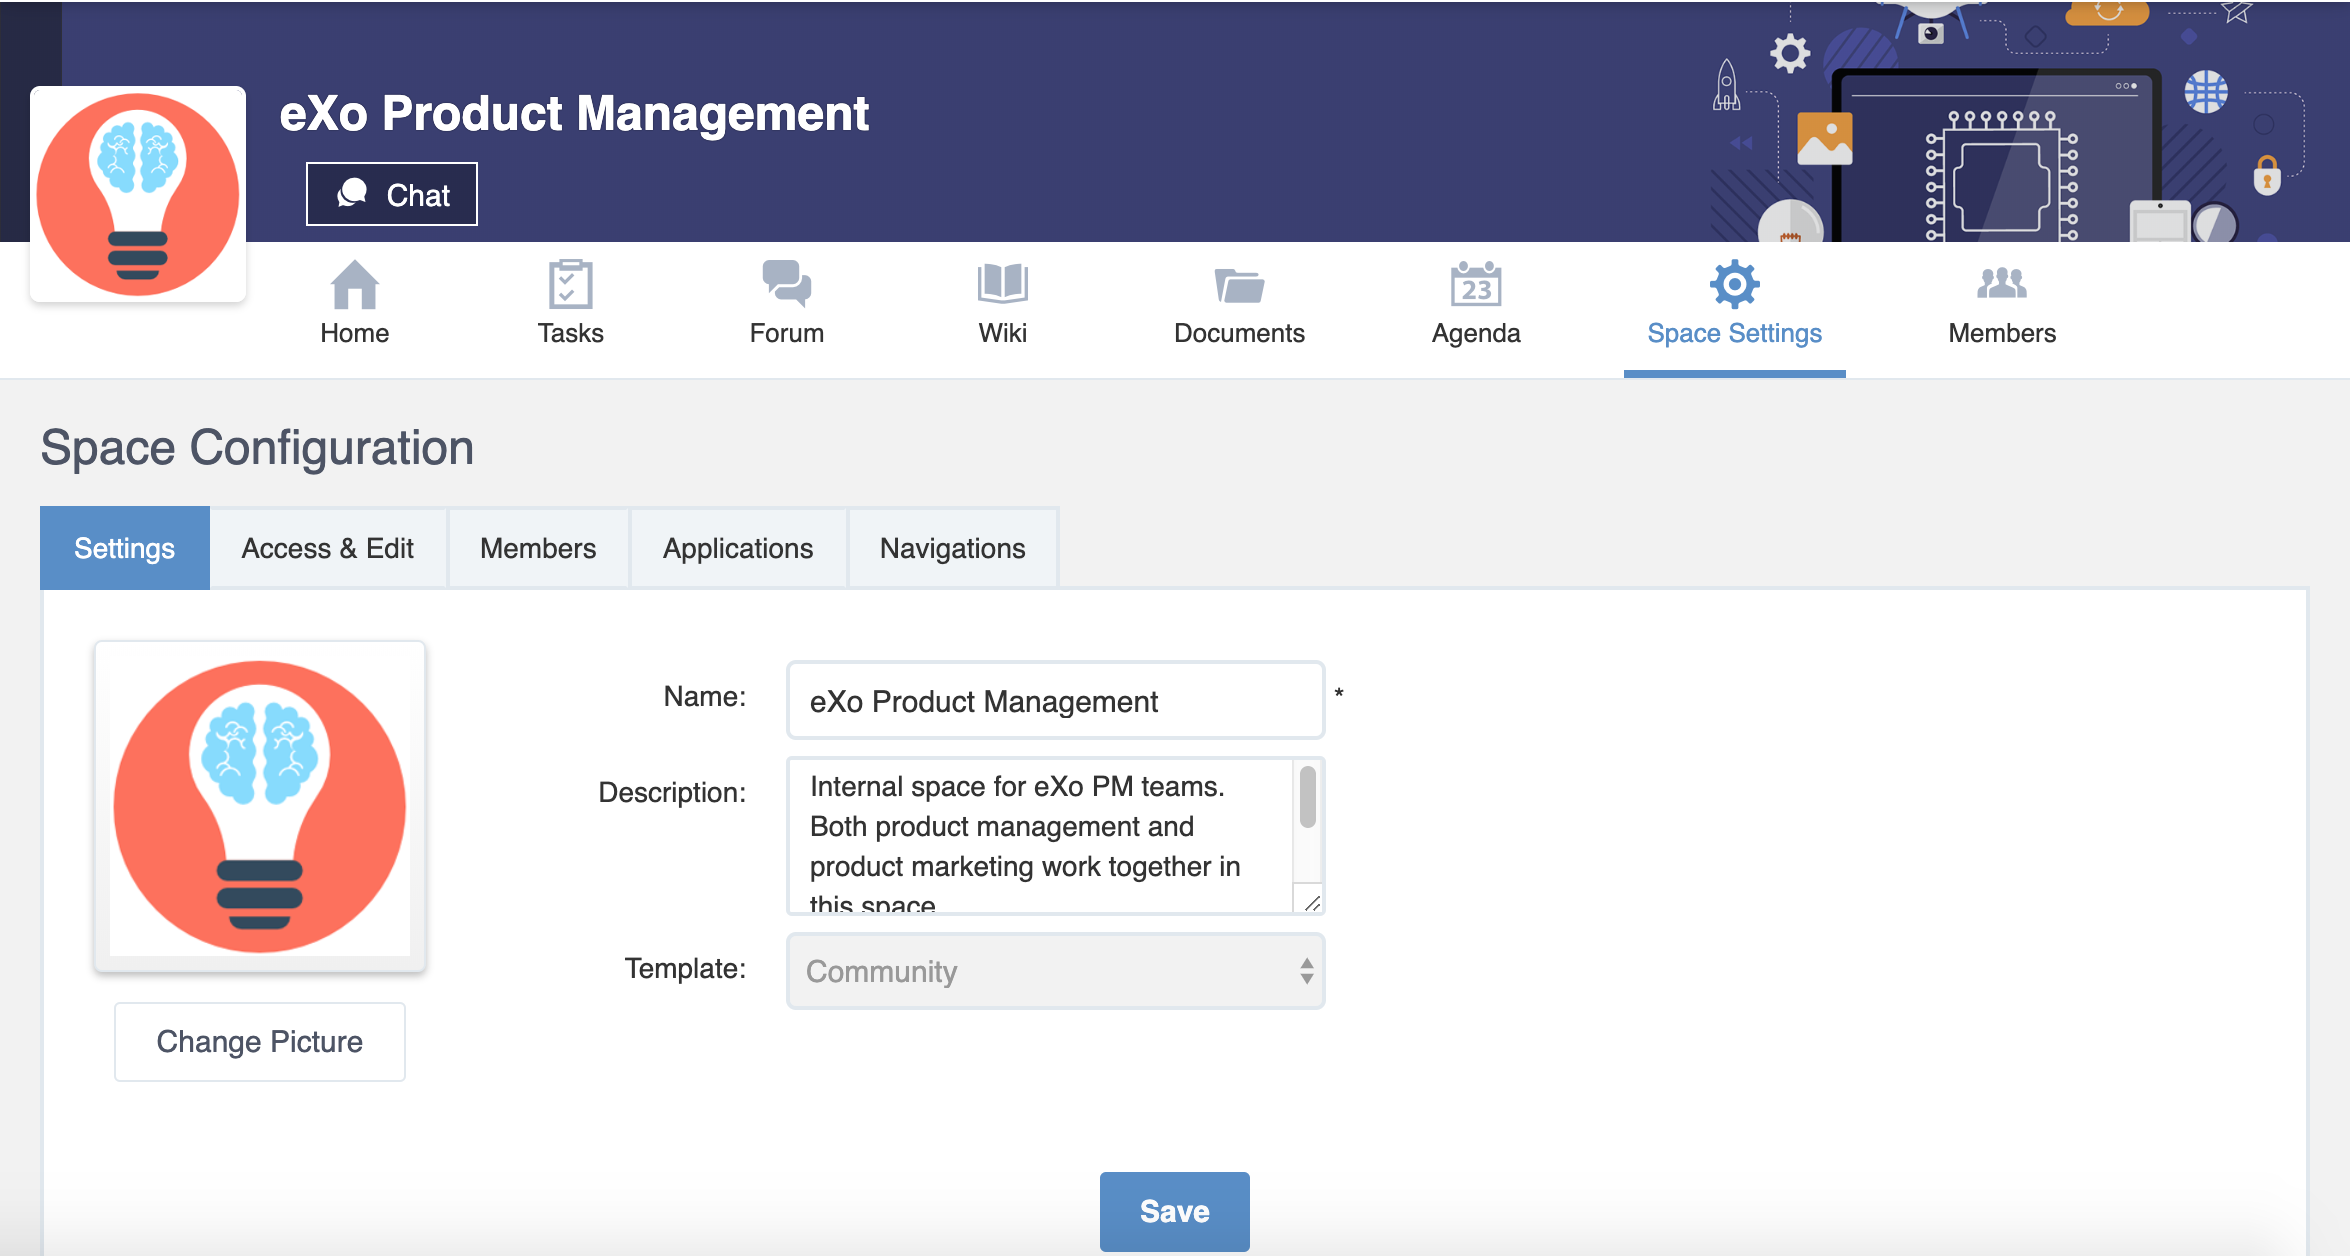 eXo Product Management
Chat
Home
Tasks
Forum
Wiki
Documents
23
Agenda
Space Settings
Members
Space Configuration
Settings
Access & Edit
Members
Applications
Navigations
Name:
eXo Product Management
*
Description:
Internal space for eXo PM teams.
Both product management and
product marketing work together in
this space
Template:
Community
Change Picture
Save